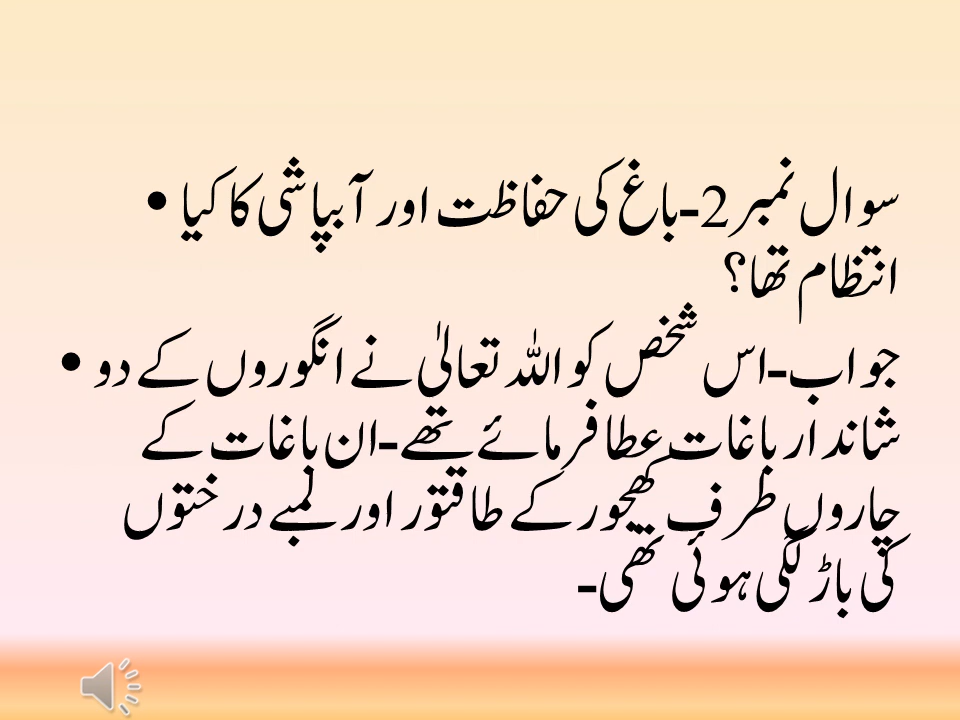 • سوال نمبر2-باغ کی حفاظت اور آبپاشی کا کیا
انتظام تھا؟
• جواب-اس شخص کو اللہ تعالیٰ نے انگوروں کے دو
شاندار باغات عطا فرمائے تھے-ان باغات کے
چاروں طرف کھجور کے طاقتور اور لمبے درختوں
کی باڑ لگی ہوئی تھی-